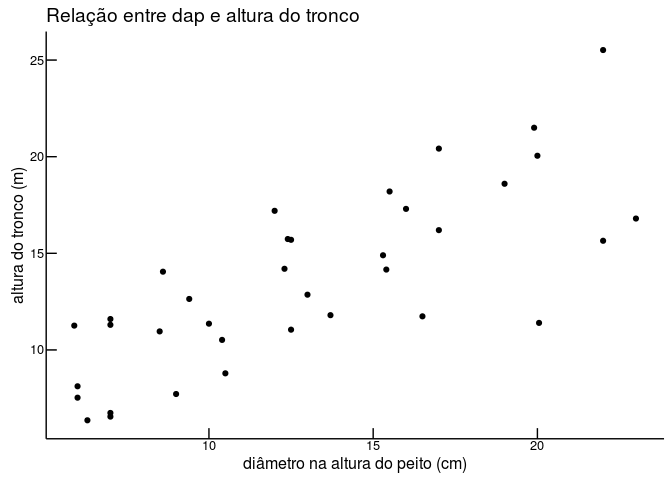 Relação entre dap e altura do tronco
altura do tronco (m)
25
20
15
10
10
15
20
diâmetro na altura do peito (cm)